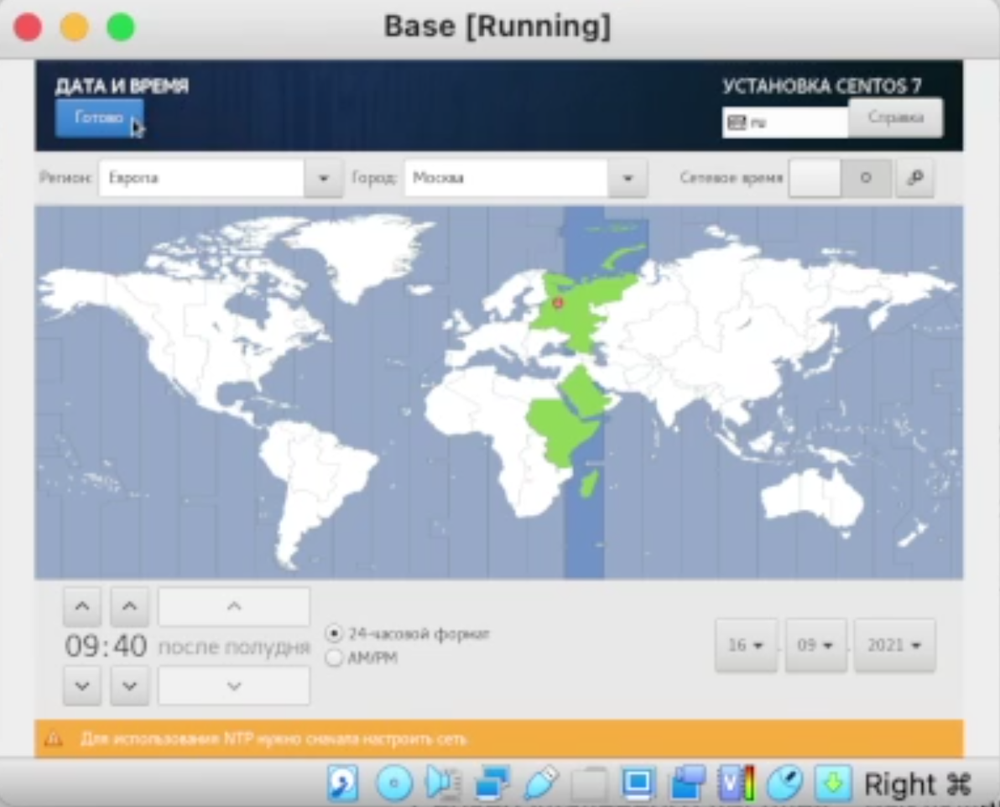 Base [Running]
ДАТА И ВРЕМЯ
УСТАНОВКА CENTOS 7
Готово
ru
Справка
Регион: Европа Город: Москва Сетевое время
09:40 после полудня
24-часовой формат
AM/PM
16 . 09 . 2021
Для использования NTP нужно сначала настроить сеть
Right ⌘